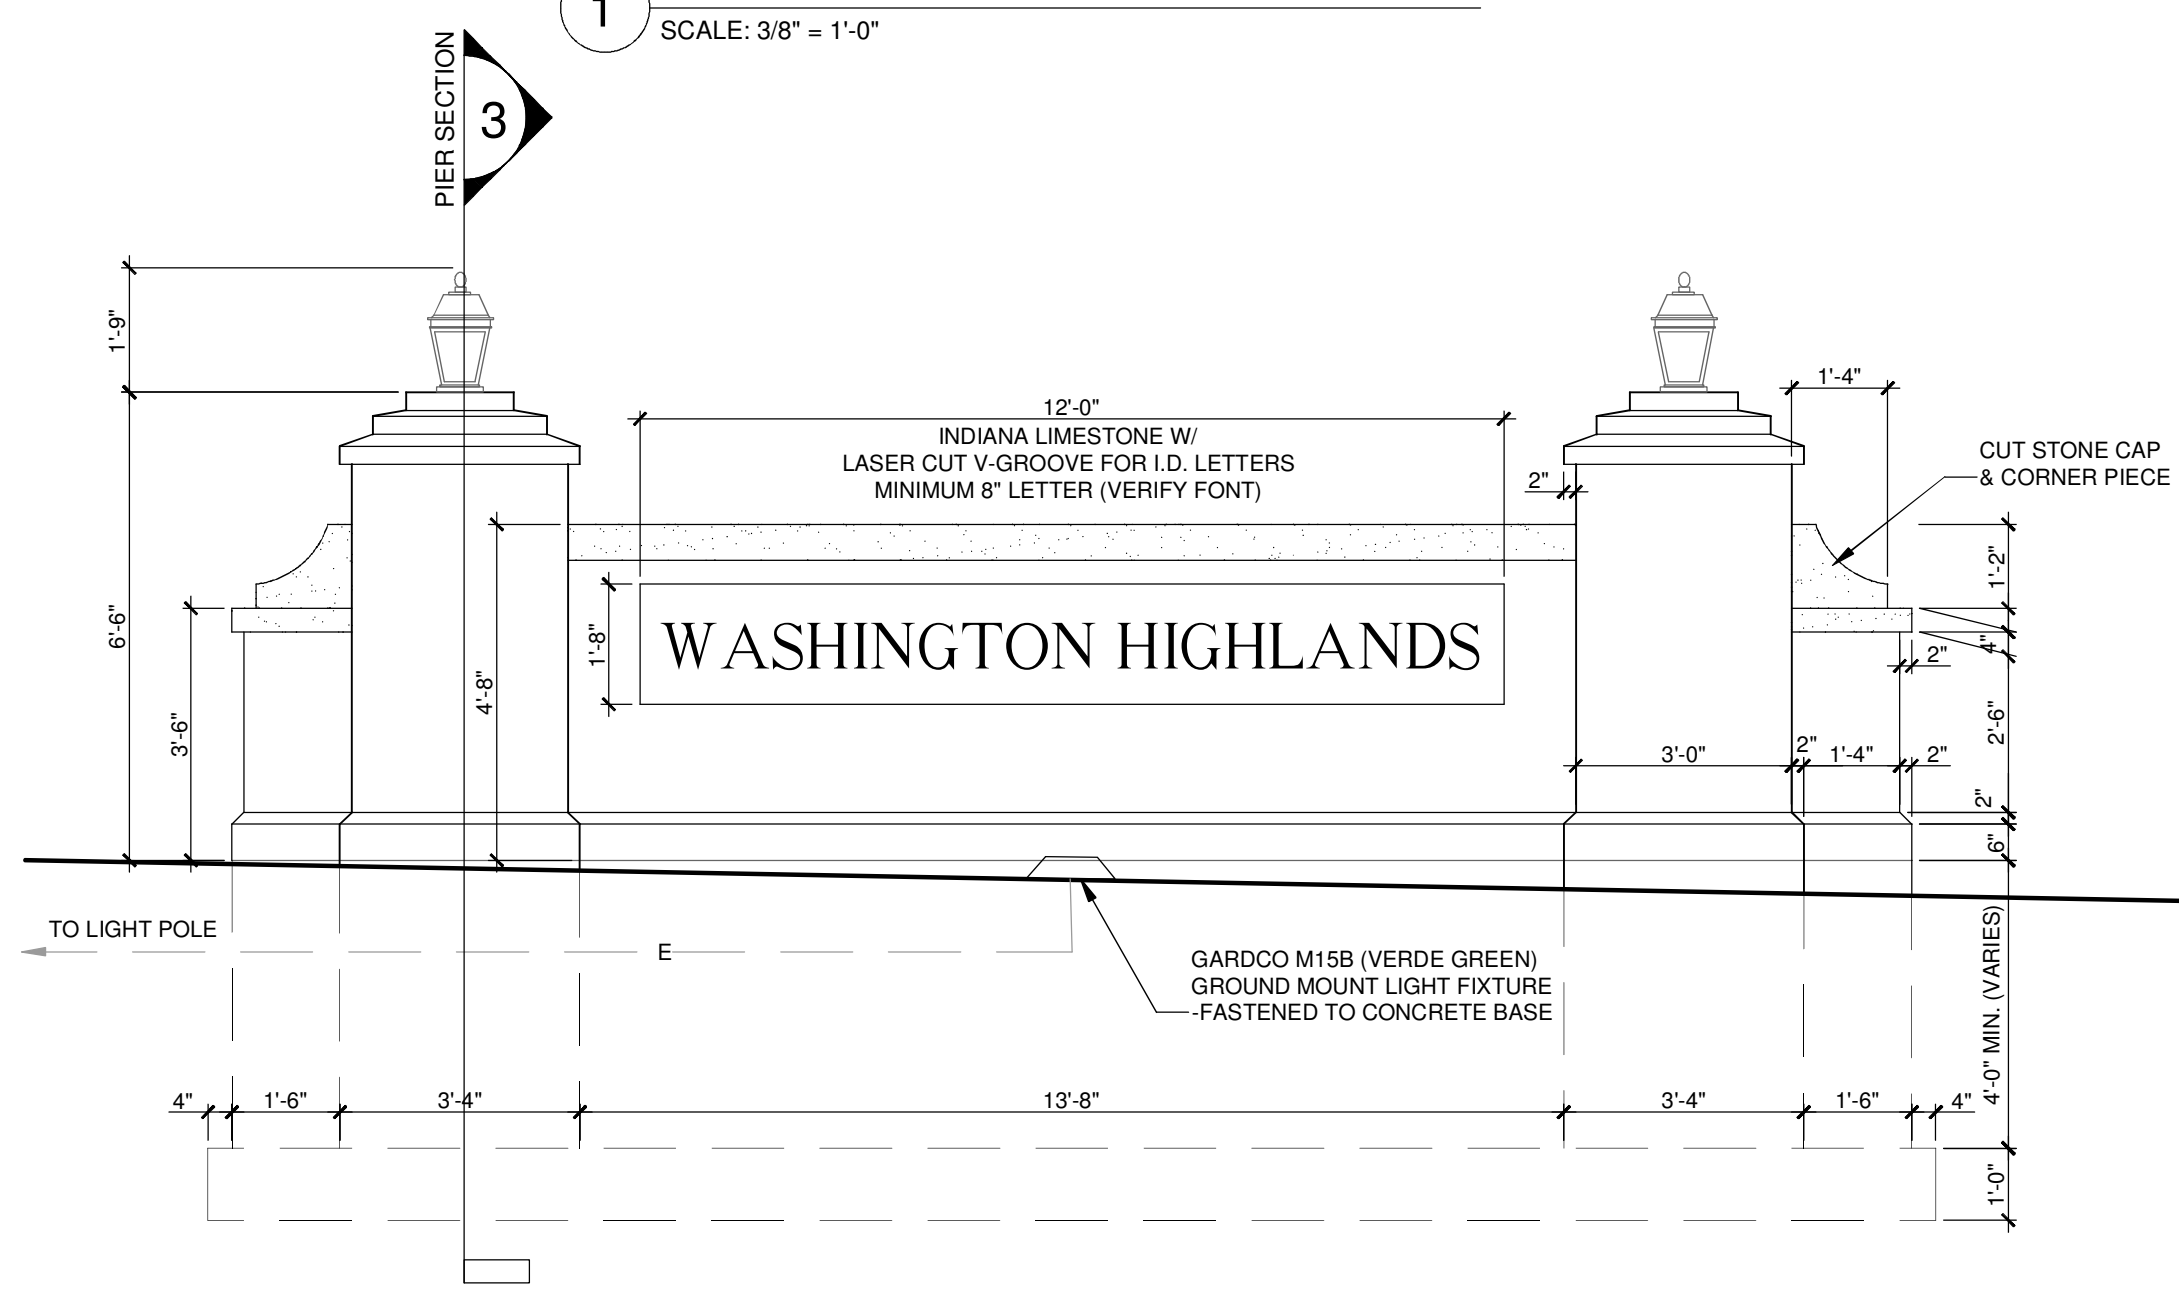 1
SCALE: 3/8" = 1'-0"
PIER SECTION
3
1'-9"
6'-6"
3'-6"
4'-8"
12'-0"
INDIANA LIMESTONE W/
LASER CUT V-GROOVE FOR I.D. LETTERS
MINIMUM 8" LETTER (VERIFY FONT)
1'-8"
WASHINGTON HIGHLANDS
2"
1'-4"
CUT STONE CAP
& CORNER PIECE
1'-2"
4"
2"
2'-6"
3'-0"
2"
1'-4"
2"
2"
6"
TO LIGHT POLE
E
GARDCO M15B (VERDE GREEN)
GROUND MOUNT LIGHT FIXTURE
-FASTENED TO CONCRETE BASE
4'-0" MIN. (VARIES)
4"
1'-6"
3'-4"
13'-8"
3'-4"
1'-6"
4"
1'-0"